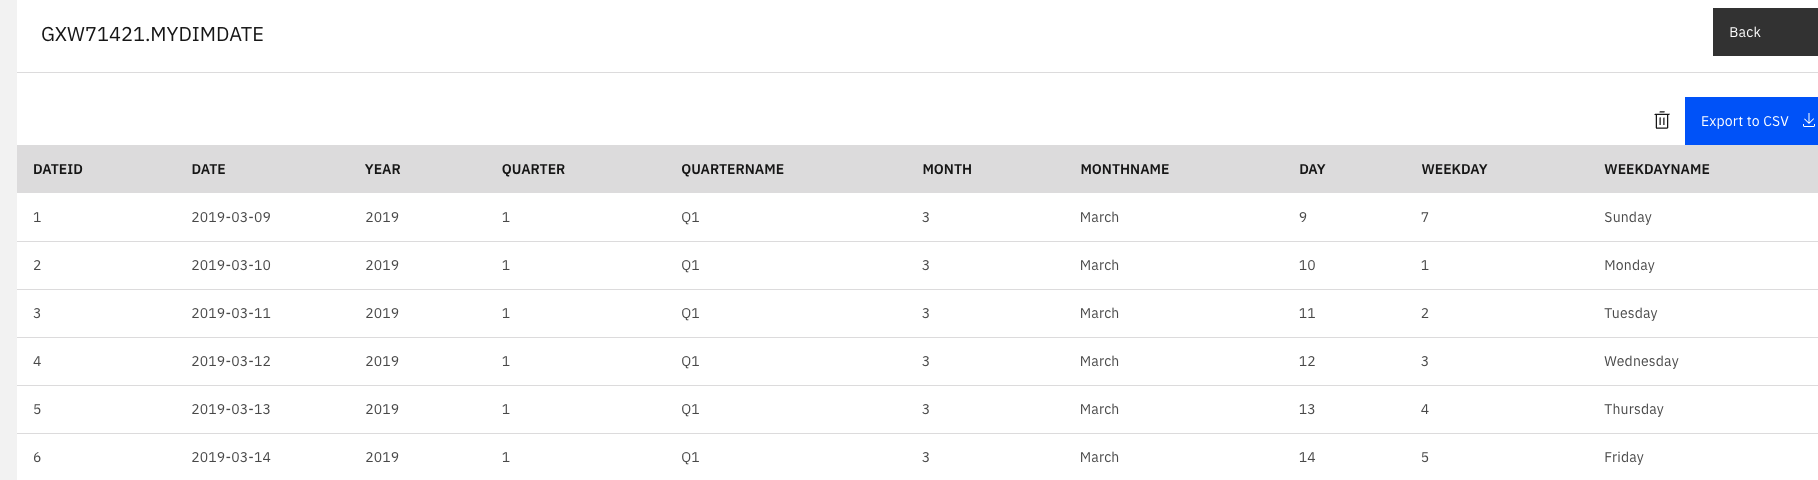 GXW71421.MYDIMDATE
Back
Export to CSV
DATEID DATE YEAR QUARTER QUARTERNAME MONTH MONTHNAME DAY WEEKDAY WEEKDAYNAME
1 2019-03-09 2019 1 Q1 3 March 9 7 Sunday
2 2019-03-10 2019 1 Q1 3 March 10 1 Monday
3 2019-03-11 2019 1 Q1 3 March 11 2 Tuesday
4 2019-03-12 2019 1 Q1 3 March 12 3 Wednesday
5 2019-03-13 2019 1 Q1 3 March 13 4 Thursday
6 2019-03-14 2019 1 Q1 3 March 14 5 Friday